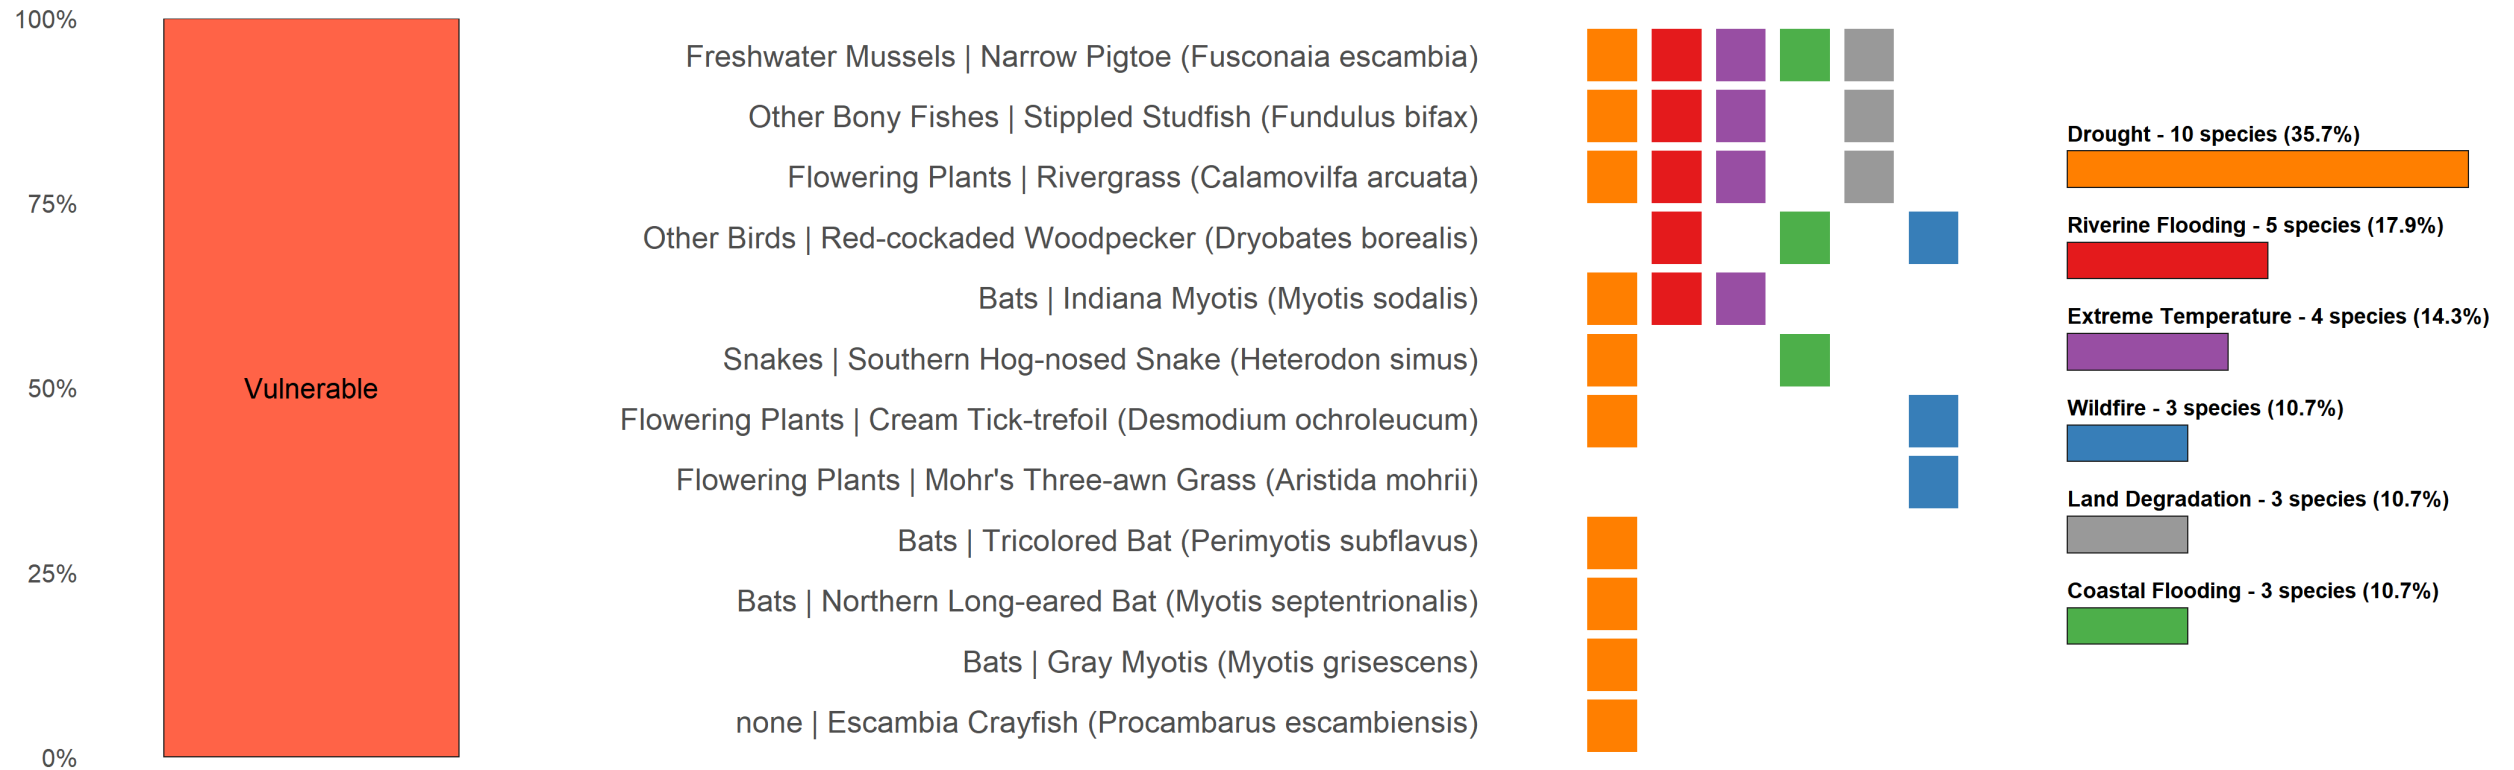 100%
75%
50%
25%
0%
Vulnerable
Freshwater Mussels | Narrow Pigtoe (Fusconaia escambia)
Other Bony Fishes | Stippled Studfish (Fundulus bifax)
Flowering Plants | Rivergrass (Calamovilfa arcuata)
Other Birds | Red-cockaded Woodpecker (Dryobates borealis)
Bats | Indiana Myotis (Myotis sodalis)
Snakes | Southern Hog-nosed Snake (Heterodon simus)
Flowering Plants | Cream Tick-trefoil (Desmodium ochroleucum)
Flowering Plants | Mohr's Three-awn Grass (Aristida mohrii)
Bats | Tricolored Bat (Perimyotis subflavus)
Bats | Northern Long-eared Bat (Myotis septentrionalis)
Bats | Gray Myotis (Myotis grisescens)
none | Escambia Crayfish (Procambarus escambiensis)
Drought - 10 species (35.7%)
Riverine Flooding - 5 species (17.9%)
Extreme Temperature - 4 species (14.3%)
Wildfire - 3 species (10.7%)
Land Degradation - 3 species (10.7%)
Coastal Flooding - 3 species (10.7%)